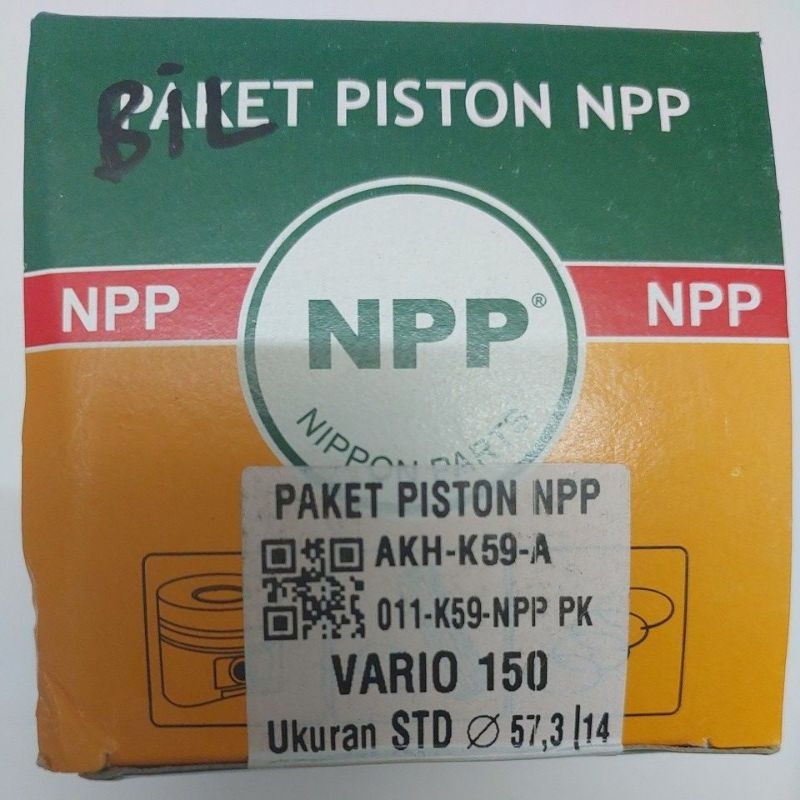 PAKET PISTON NPP
BiL
NPP
NPP®
NPP
NIPPON PARTS
PAKET PISTON NPP
AKH-K59-A
011-K59-NPP PK
VARIO 150
Ukuran STD Ø 57,3 |14